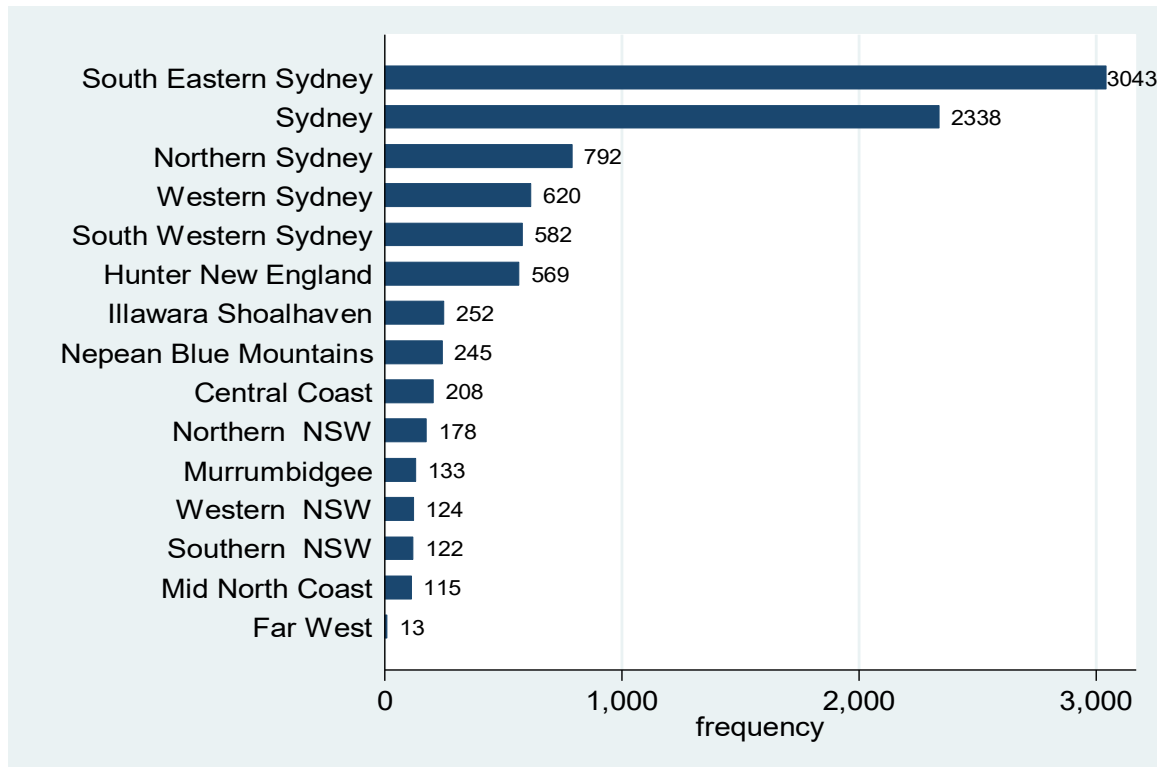 South Eastern Sydney 3043
Sydney 2338
Northern Sydney 792
Western Sydney 620
South Western Sydney 582
Hunter New England 569
Illawara Shoalhaven 252
Nepean Blue Mountains 245
Central Coast 208
Northern  NSW 178
Murrumbidgee 133
Western  NSW 124
Southern  NSW 122
Mid North Coast 115
Far West 13
0 1,000 2,000 3,000
frequency